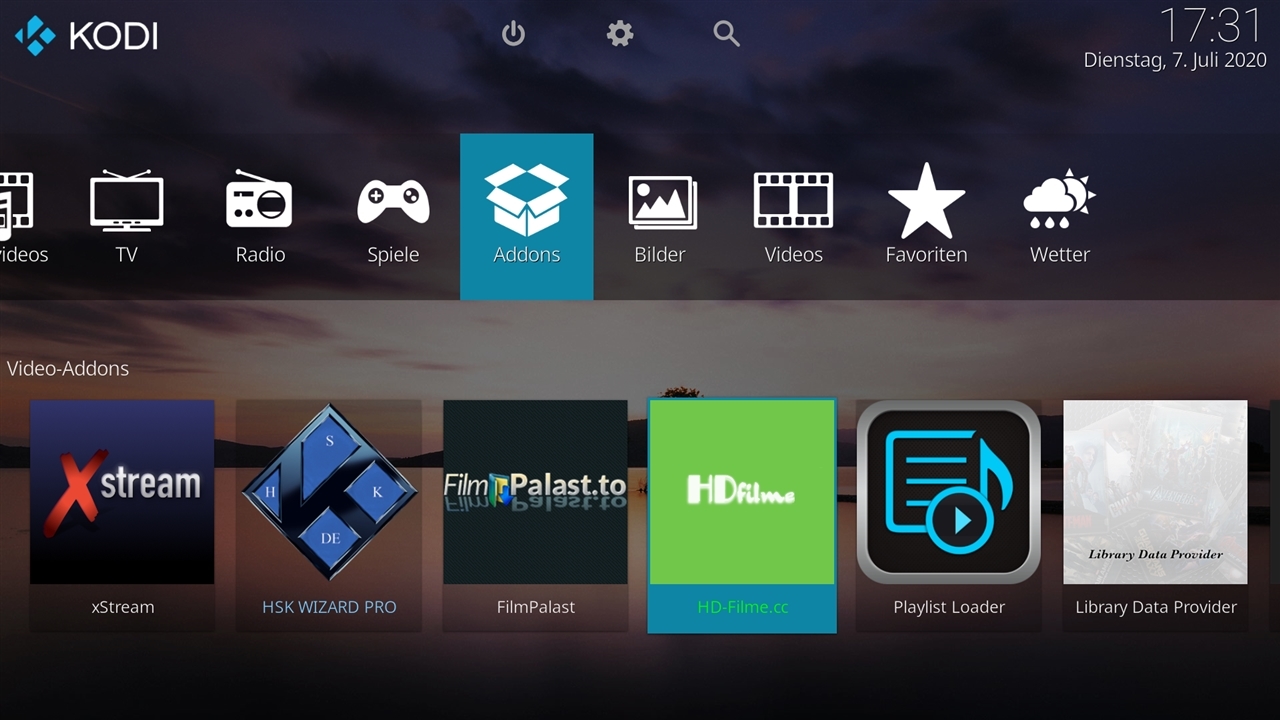 KODI
17:31
Dienstag, 7. Juli 2020
videos
TV
Radio
Spiele
Addons
Bilder
Videos
Favoriten
Wetter
Video-Addons
Xstream
S
H
K
DE
FilmPalast.to
HDfilme
Library Data Provider
xStream
HSK WIZARD PRO
FilmPalast
HD-Filme.cc
Playlist Loader
Library Data Provider